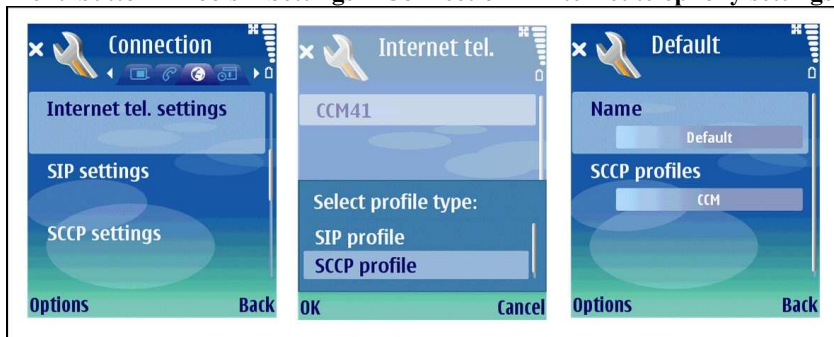 Connection
Internet tel. settings
SIP settings
SCCP settings
Options Back
Internet tel.
CCM41
Select profile type:
SIP profile
SCCP profile
OK Cancel
Default
Name
Default
SCCP profiles
CCM
Options Back